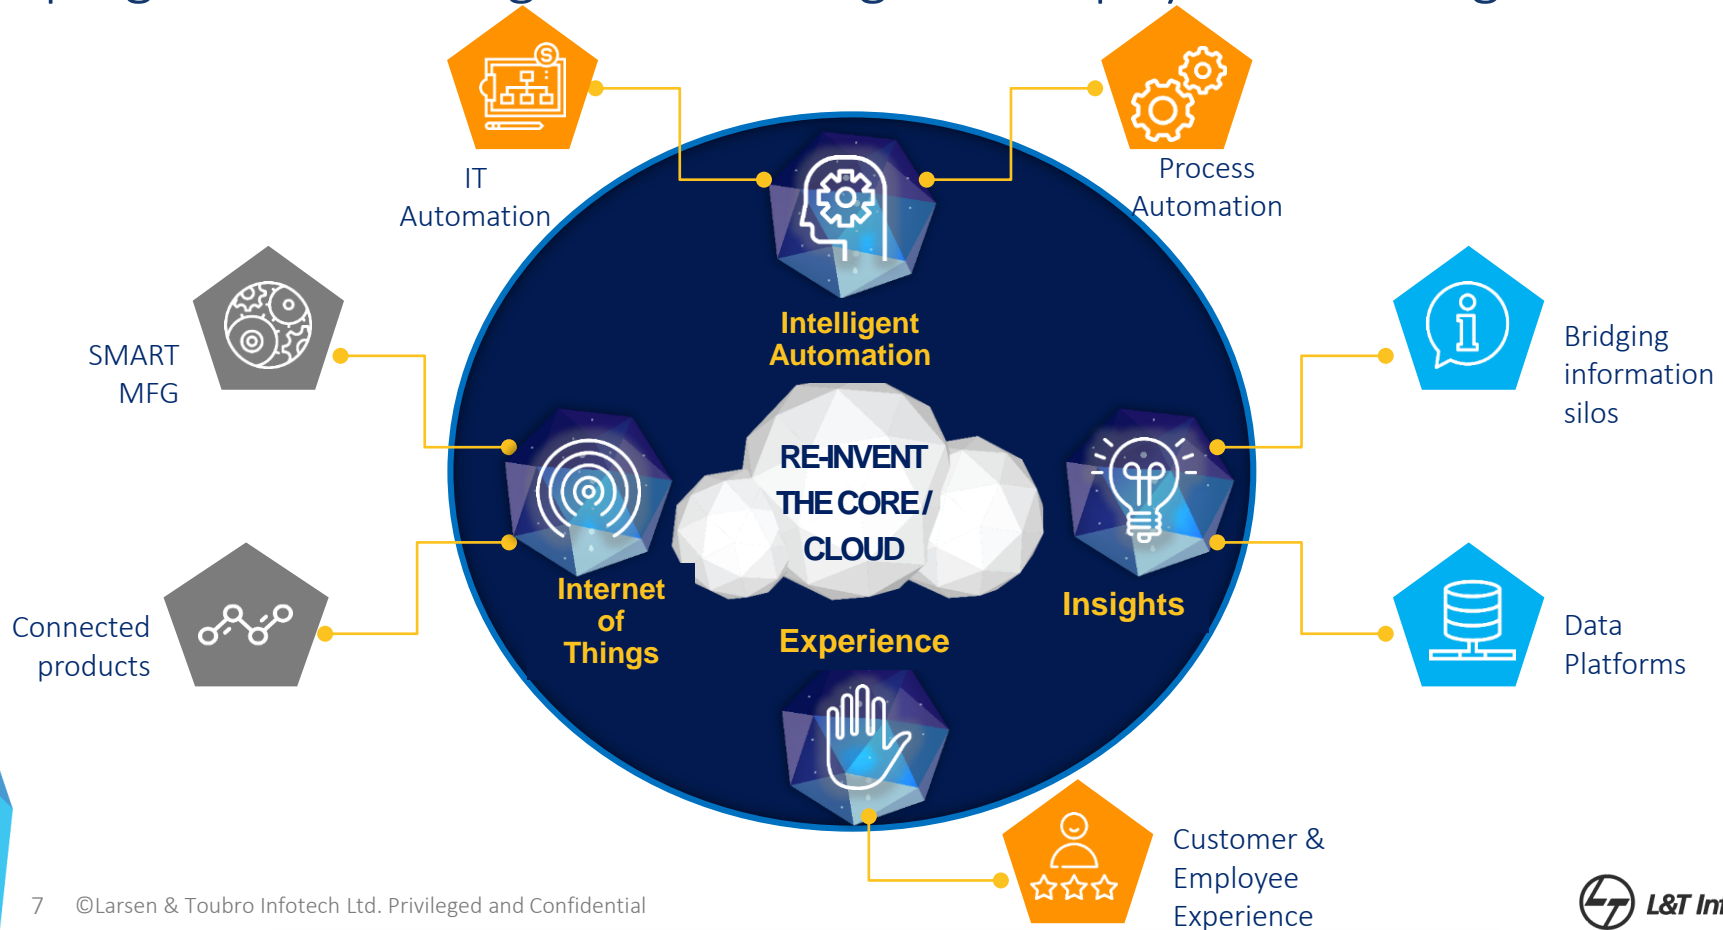 IT
Automation
Process
Automation
SMART
MFG
Intelligent
Automation
Bridging
information
silos
RE-INVENT
THE CORE /
CLOUD
Internet
of
Things
Insights
Experience
Connected
products
Data
Platforms
Customer &
Employee
Experience
7 ©Larsen & Toubro Infotech Ltd. Privileged and Confidential
L&T